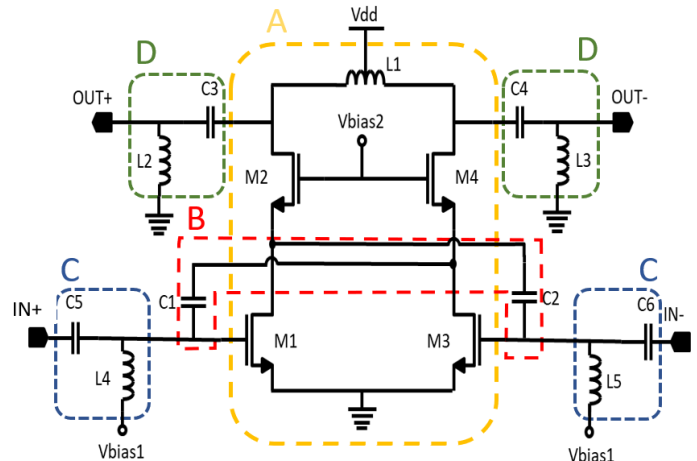 Vdd
D
A
D
L1
C3
C4
OUT+
OUT-
Vbias2
L2
L3
M2
M4
B
C
C
C1
C2
IN+
C5
C6
IN-
M1
M3
L4
L5
Vbias1
Vbias1